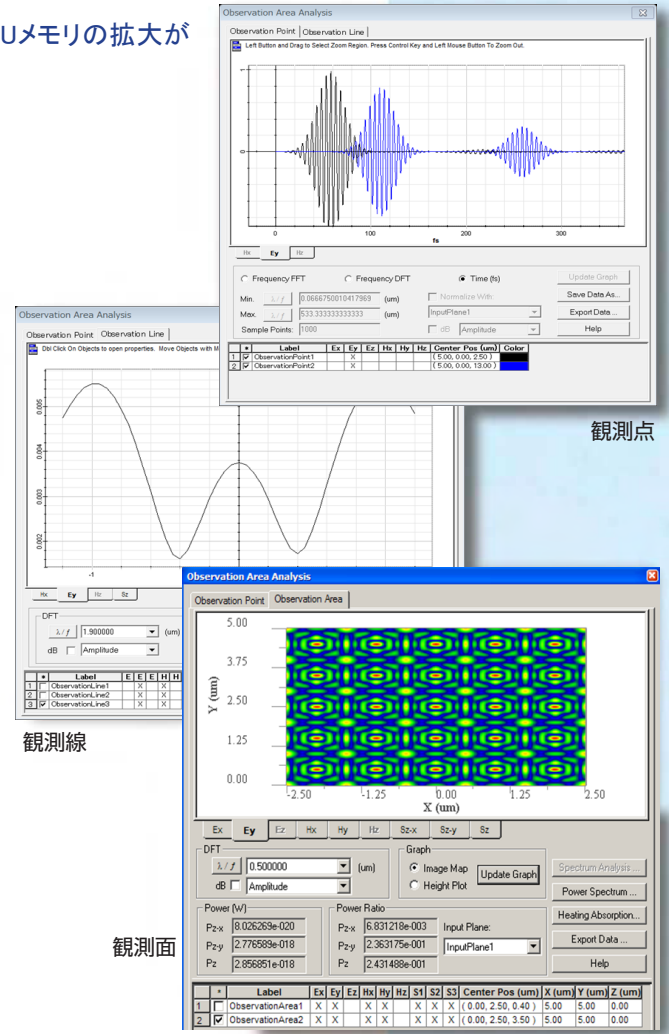 Uメモリの拡大が
Observation Area Analysis
Observation Point Observation Line
Left Button and Drag to Select Zoom Region. Press Control Key and Left Mouse Button To Zoom Out.
1
0
0 100 200 300
fs
Hx Ey Hz
Frequency FFT Frequency DFT Time (fs) Update Graph
Min. λ/ƒ 0.0666750010417969 (um) Normalize With: Save Data As...
Max. λ/ƒ 533.333333333333 (um) InputPlane1 Export Data ...
Sample Points: 1000 dB Amplitude Help
* Label Ex Ey Ez Hx Hy Hz Center Pos (um) Color
1 ObservationPoint1 X ( 5.00, 0.00, 2.50 )
2 ObservationPoint2 X ( 5.00, 0.00, 13.00 )
観測点
Observation Area Analysis
Observation Point Observation Line
Dbl Click On Objects to open properties. Move Objects with M
0.005
0.004
0.003
0.002
-1
Hx Ey Hz Sz
DFT
λ/ƒ 1.900000 (um)
dB Amplitude
* Label E E E H H
1 ObservationLine1 X X
2 ObservationLine2 X X
3 ObservationLine3 X X
観測線
Observation Area Analysis
Observation Point Observation Area
5.00
3.75
2.50
1.25
0.00
Y (um)
-2.50 -1.25 0.00 1.25 2.50
X (um)
Ex Ey Ez Hx Hy Hz Sz-x Sz-y Sz
DFT Graph
λ/ƒ 0.500000 (um) Image Map Update Graph Spectrum Analysis ...
dB Amplitude Height Plot Power Spectrum ...
Power (W) Power Ratio Heating Absorption...
Pz-x 8.026269e-020 Pz-x 6.831218e-003 Input Plane:
Pz-y 2.776589e-018 Pz-y 2.363175e-001 InputPlane1 Export Data ...
Pz 2.856851e-018 Pz 2.431488e-001 Help
観測面
* Label Ex Ey Ez Hx Hy Hz S1 S2 S3 Center Pos (um) X (um) Y (um) Z (um)
1 ObservationArea1 X X X X X X X ( 0.00, 2.50, 0.40 ) 5.00 5.00 0.00
2 ObservationArea2 X X X X X X X ( 0.00, 2.50, 3.50 ) 5.00 5.00 0.00